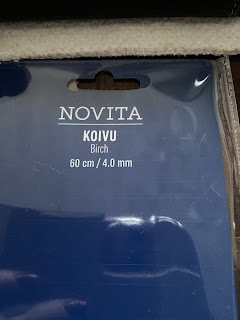 NOVITA
KOIVU
Birch
60 cm / 4.0 mm